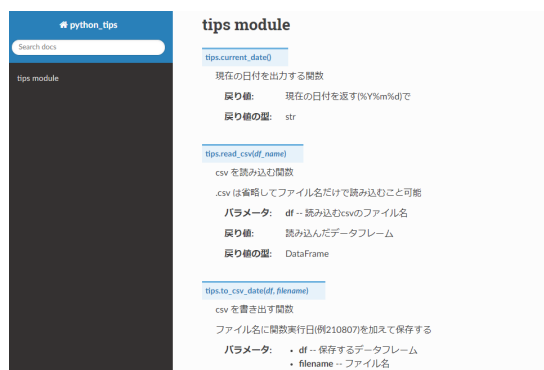 python_tips
Search docs
tips module
tips module
tips.current_date()
現在の日付を出力する関数
戻り値: 現在の日付を返す(%Y%m%d)で
戻り値の型: str
tips.read_csv(df_name)
csv を読み込む関数
.csv は省略してファイル名だけで読み込むこと可能
パラメータ: df -- 読み込むcsvのファイル名
戻り値: 読み込んだデータフレーム
戻り値の型: DataFrame
tips.to_csv_date(df, filename)
csv を書き出す関数
ファイル名に関数実行日(例210807)を加えて保存する
パラメータ: • df -- 保存するデータフレーム
• filename -- ファイル名